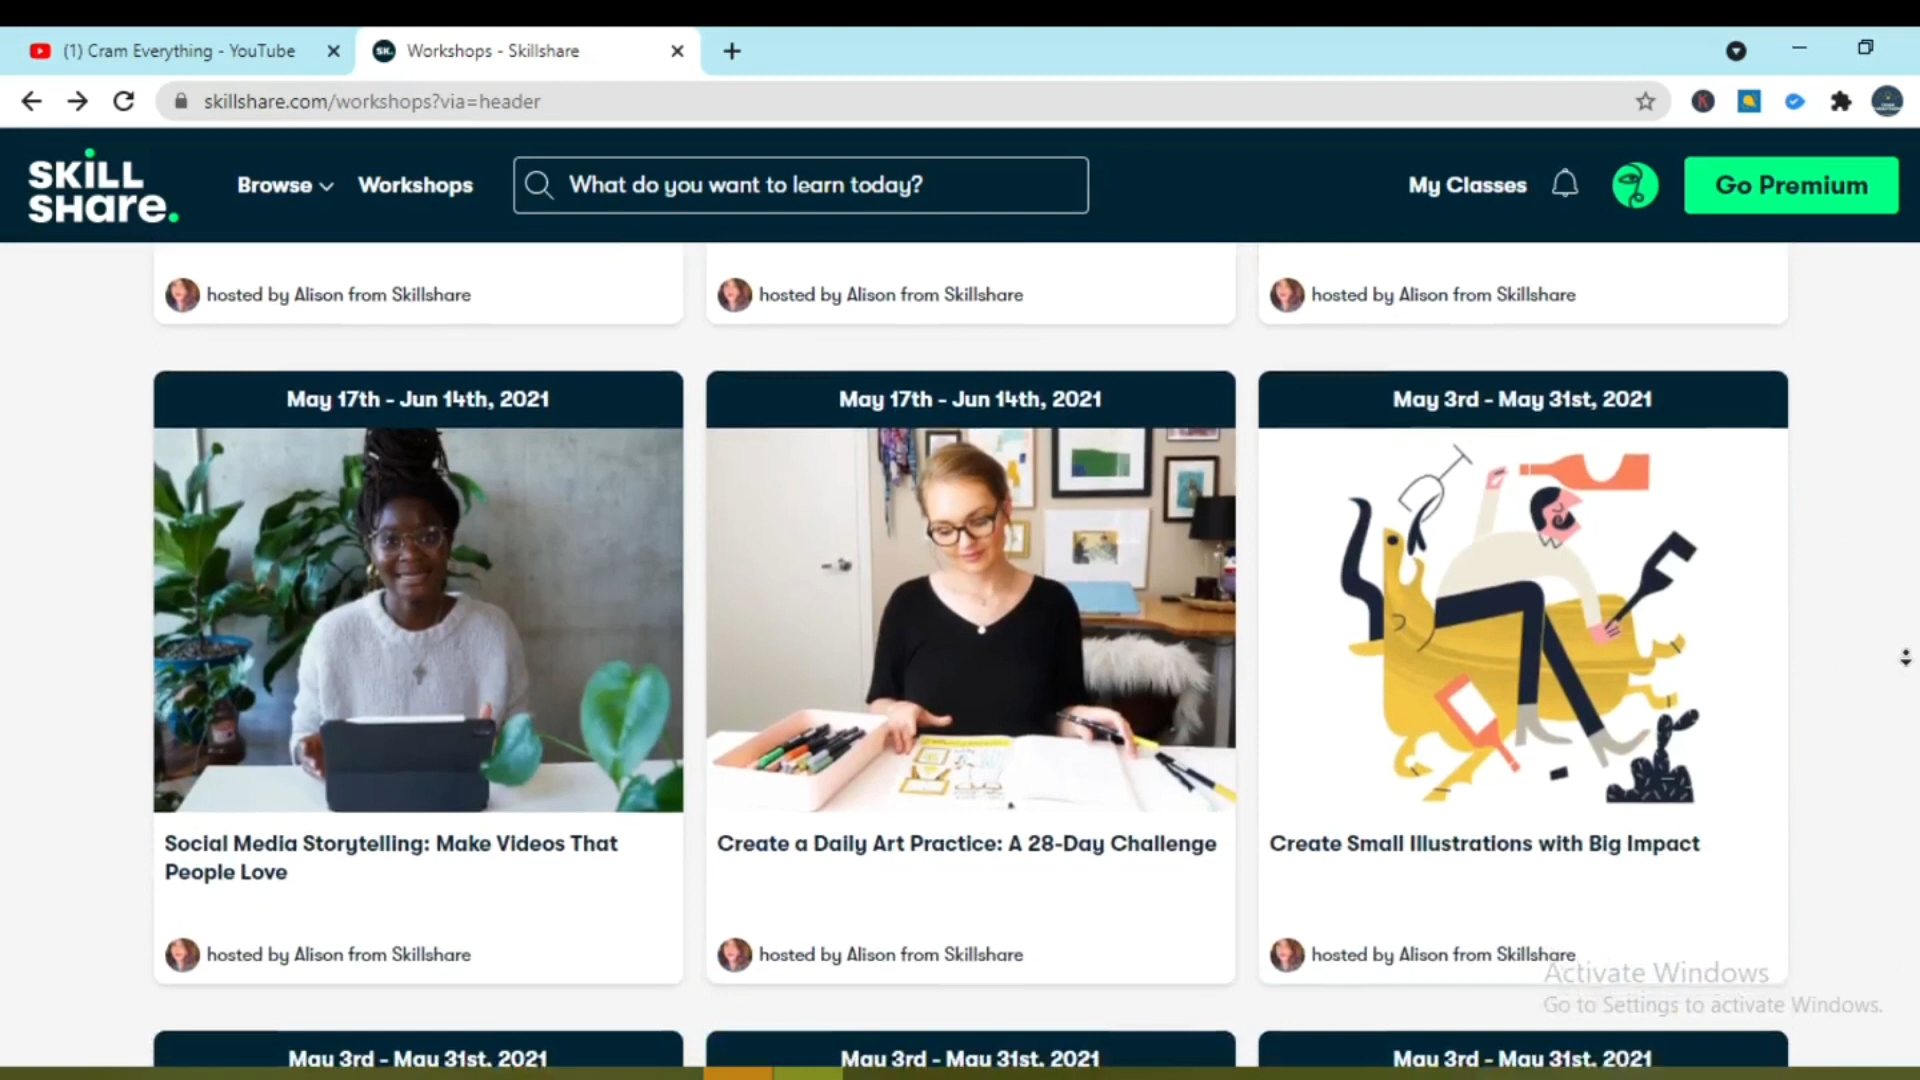 (1) Cram Everything - YouTube
Workshops - Skillshare
skillshare.com/workshops?via=header
SKILL
SHare.
Browse
Workshops
What do you want to learn today?
My Classes
Go Premium
hosted by Alison from Skillshare
hosted by Alison from Skillshare
hosted by Alison from Skillshare
May 17th - Jun 14th, 2021
May 17th - Jun 14th, 2021
May 3rd - May 31st, 2021
Social Media Storytelling: Make Videos That
People Love
Create a Daily Art Practice: A 28-Day Challenge
Create Small Illustrations with Big Impact
hosted by Alison from Skillshare
hosted by Alison from Skillshare
hosted by Alison from Skillshare
Activate Windows
Go to Settings to activate Windows.
May 3rd - May 31st, 2021
May 3rd - May 31st, 2021
May 3rd - May 31st, 2021